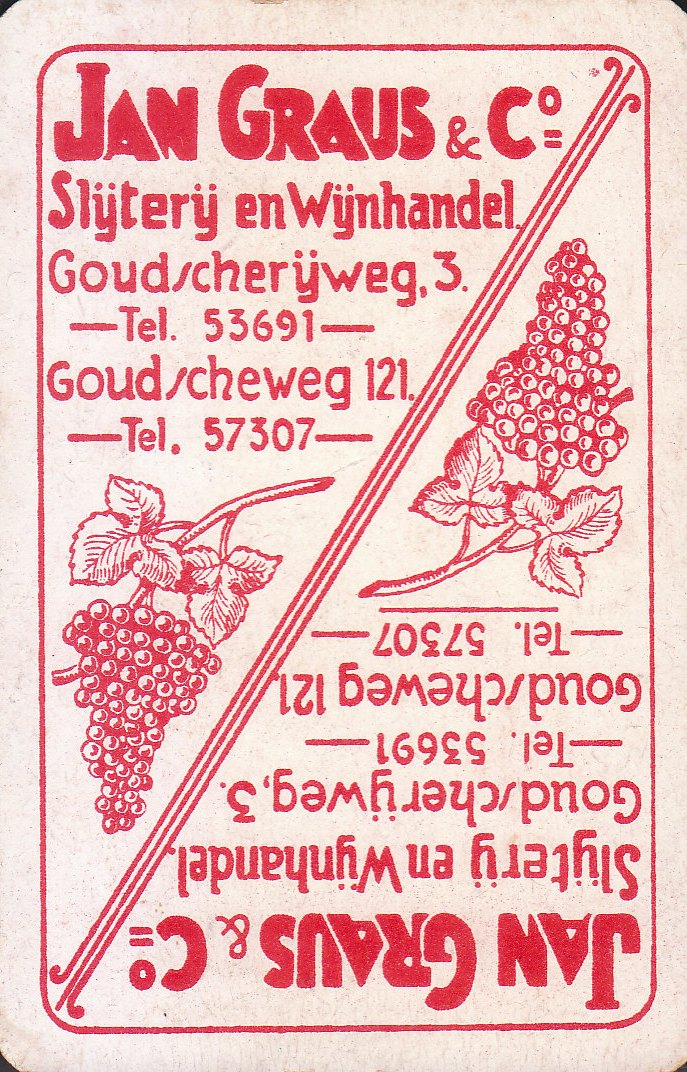 JAN GRAUS & Cº
Slijterij en Wijnhandel.
Goudscherijweg, 3.
—Tel. 53691—
Goudscheweg 121.
—Tel. 57307—
JAN GRAUS & Cº
Slijterij en Wijnhandel.
Goudscherijweg, 3.
—Tel. 53691—
Goudscheweg 121.
—Tel. 57307—